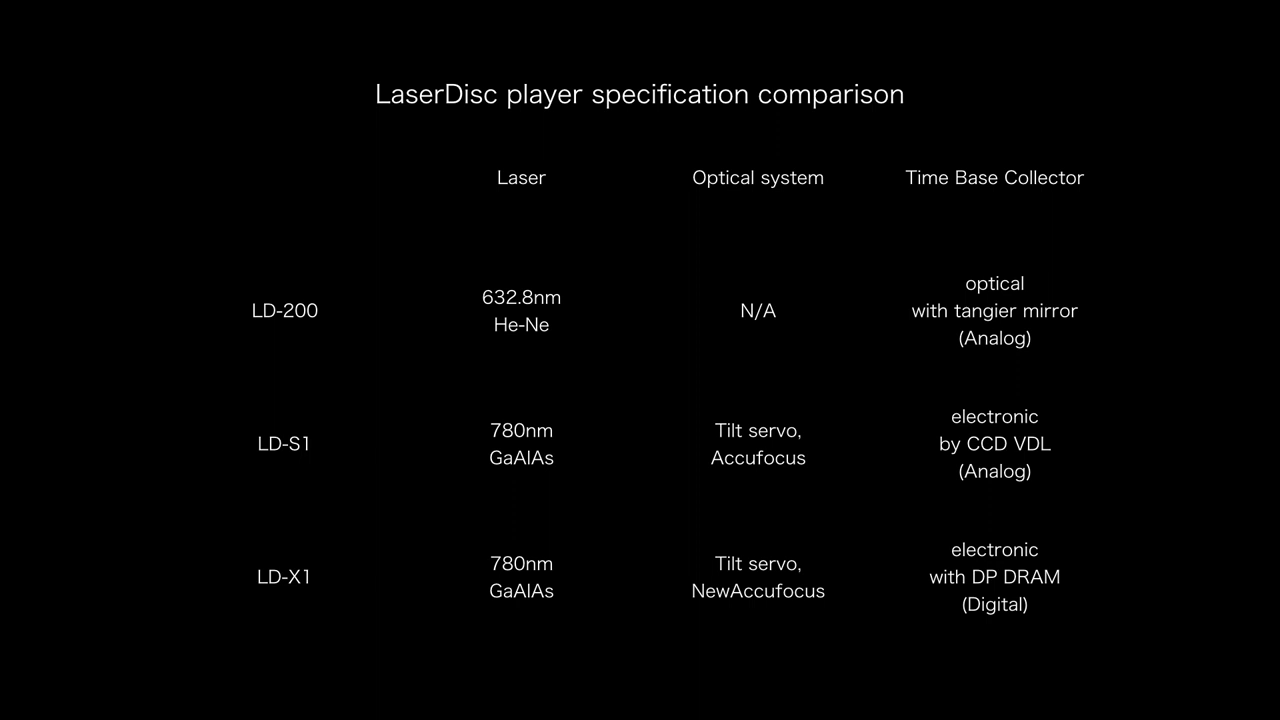 LaserDisc player specification comparison
Laser Optical system Time Base Collector
LD-200
632.8nm
He-Ne
N/A
optical
with tangier mirror
(Analog)
LD-S1
780nm
GaAlAs
Tilt servo,
Accufocus
electronic
by CCD VDL
(Analog)
LD-X1
780nm
GaAlAs
Tilt servo,
NewAccufocus
electronic
with DP DRAM
(Digital)